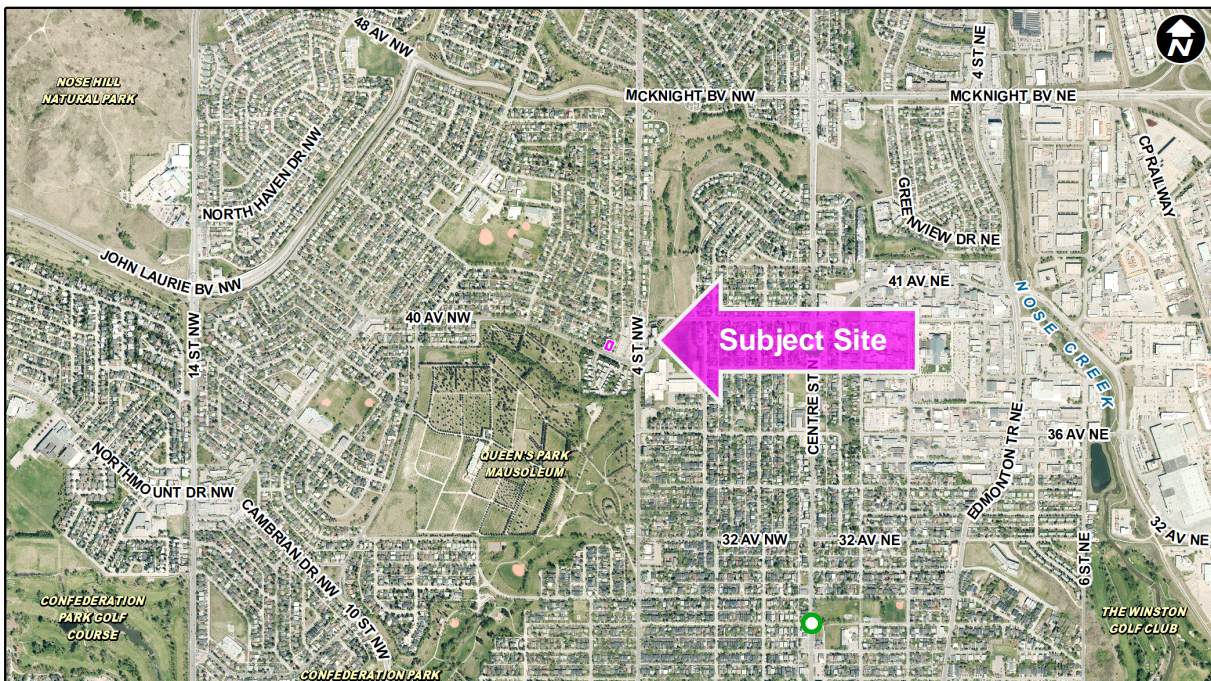 48 AV NW
4 ST NE
N
NOSE HILL
NATURAL PARK
MCKNIGHT BV NW
MCKNIGHT BV NE
CP RAILWAY
NORTH HAVEN DR NW
GREENVIEW DR NE
JOHN LAURIE BV NW
41 AV NE
NOSE CREEK
40 AV NW
14 ST NW
4 ST NW
Subject Site
CENTRE ST N
EDMONTON TR NE
36 AV NE
QUEEN'S PARK
MAUSOLEUM
NORTHMOUNT DR NW
CAMBRIAN DR NW
32 AV NW
32 AV NE
32 AV NE
6 ST NE
10 ST NW
CONFEDERATION
PARK GOLF
COURSE
THE WINSTON
GOLF CLUB
CONFEDERATION PARK